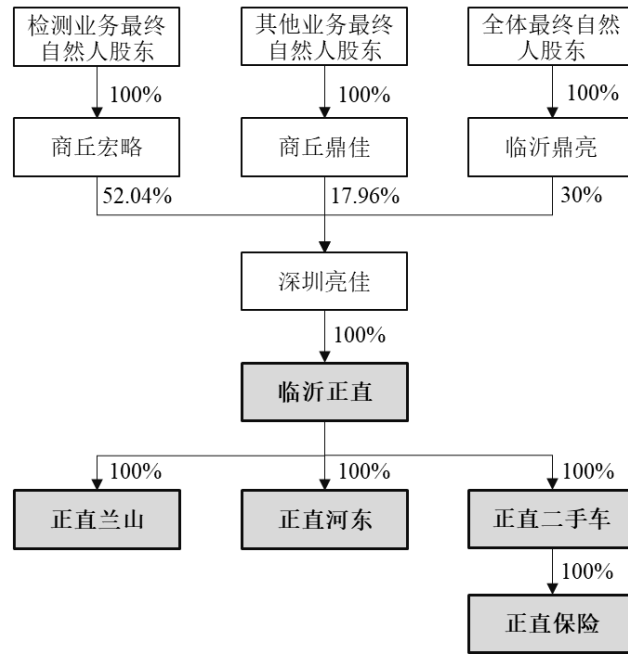 检测业务最终
自然人股东
其他业务最终
自然人股东
全体最终自然
人股东
100%
100%
100%
商丘宏略
商丘鼎佳
临沂鼎亮
52.04%
17.96%
30%
深圳亮佳
100%
临沂正直
100%
100%
100%
正直兰山
正直河东
正直二手车
100%
正直保险